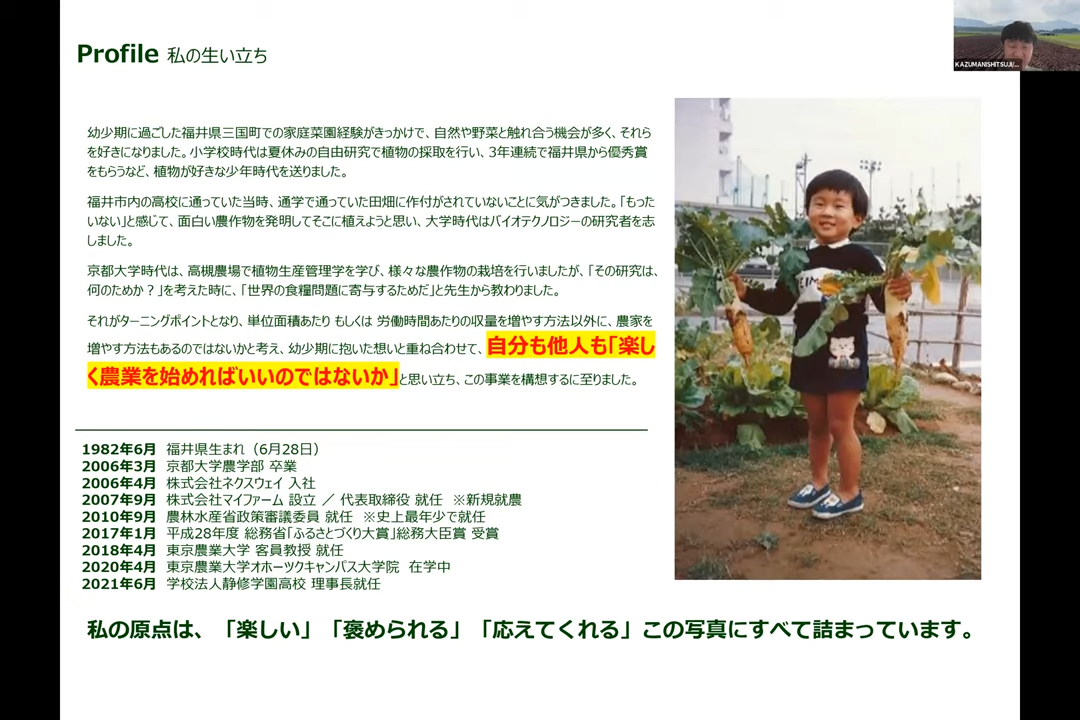 Profile 私の生い立ち
KAZUMANISHITSUJI/...
幼少期に過ごした福井県三国町での家庭菜園経験がきっかけで、自然や野菜と触れ合う機会が多く、それら
を好きになりました。小学校時代は夏休みの自由研究で植物の採取を行い、3年連続で福井県から優秀賞
をもらうなど、植物が好きな少年時代を送りました。
福井市内の高校に通っていた当時、通学で通っていた田畑に作付がされていないことに気がつきました。「もった
いない」と感じて、面白い農作物を発明してそこに植えようと思い、大学時代はバイオテクノロジーの研究者を志
しました。
京都大学時代は、高槻農場で植物生産管理学を学び、様々な農作物の栽培を行いましたが、「その研究は、
何のためか？」を考えた時に、「世界の食糧問題に寄与するためだ」と先生から教わりました。
それがターニングポイントとなり、単位面積あたり もしくは 労働時間あたりの収量を増やす方法以外に、農家を
増やす方法もあるのではないかと考え、幼少期に抱いた想いと重ね合わせて、自分も他人も「楽し
く農業を始めればいいのではないか」と思い立ち、この事業を構想するに至りました。
1982年6月 福井県生まれ（6月28日）
2006年3月 京都大学農学部 卒業
2006年4月 株式会社ネクスウェイ 入社
2007年9月 株式会社マイファーム 設立 ／ 代表取締役 就任 ※新規就農
2010年9月 農林水産省政策審議委員 就任 ※史上最年少で就任
2017年1月 平成28年度 総務省「ふるさとづくり大賞」総務大臣賞 受賞
2018年4月 東京農業大学 客員教授 就任
2020年4月 東京農業大学オホーツクキャンパス大学院 在学中
2021年6月 学校法人静修学園高校 理事長就任
私の原点は、「楽しい」「褒められる」「応えてくれる」この写真にすべて詰まっています。